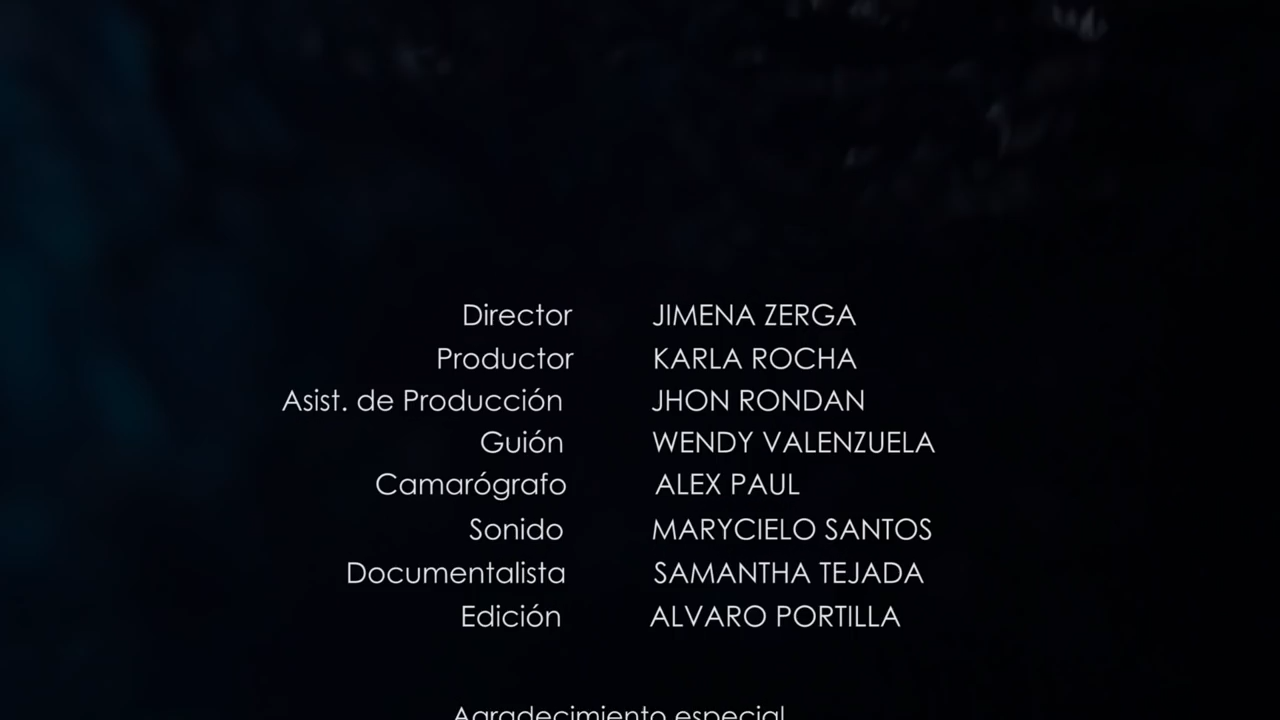 Director JIMENA ZERGA
Productor KARLA ROCHA
Asist. de Producción JHON RONDAN
Guión WENDY VALENZUELA
Camarógrafo ALEX PAUL
Sonido MARYCIELO SANTOS
Documentalista SAMANTHA TEJADA
Edición ALVARO PORTILLA
Agradecimiento especial